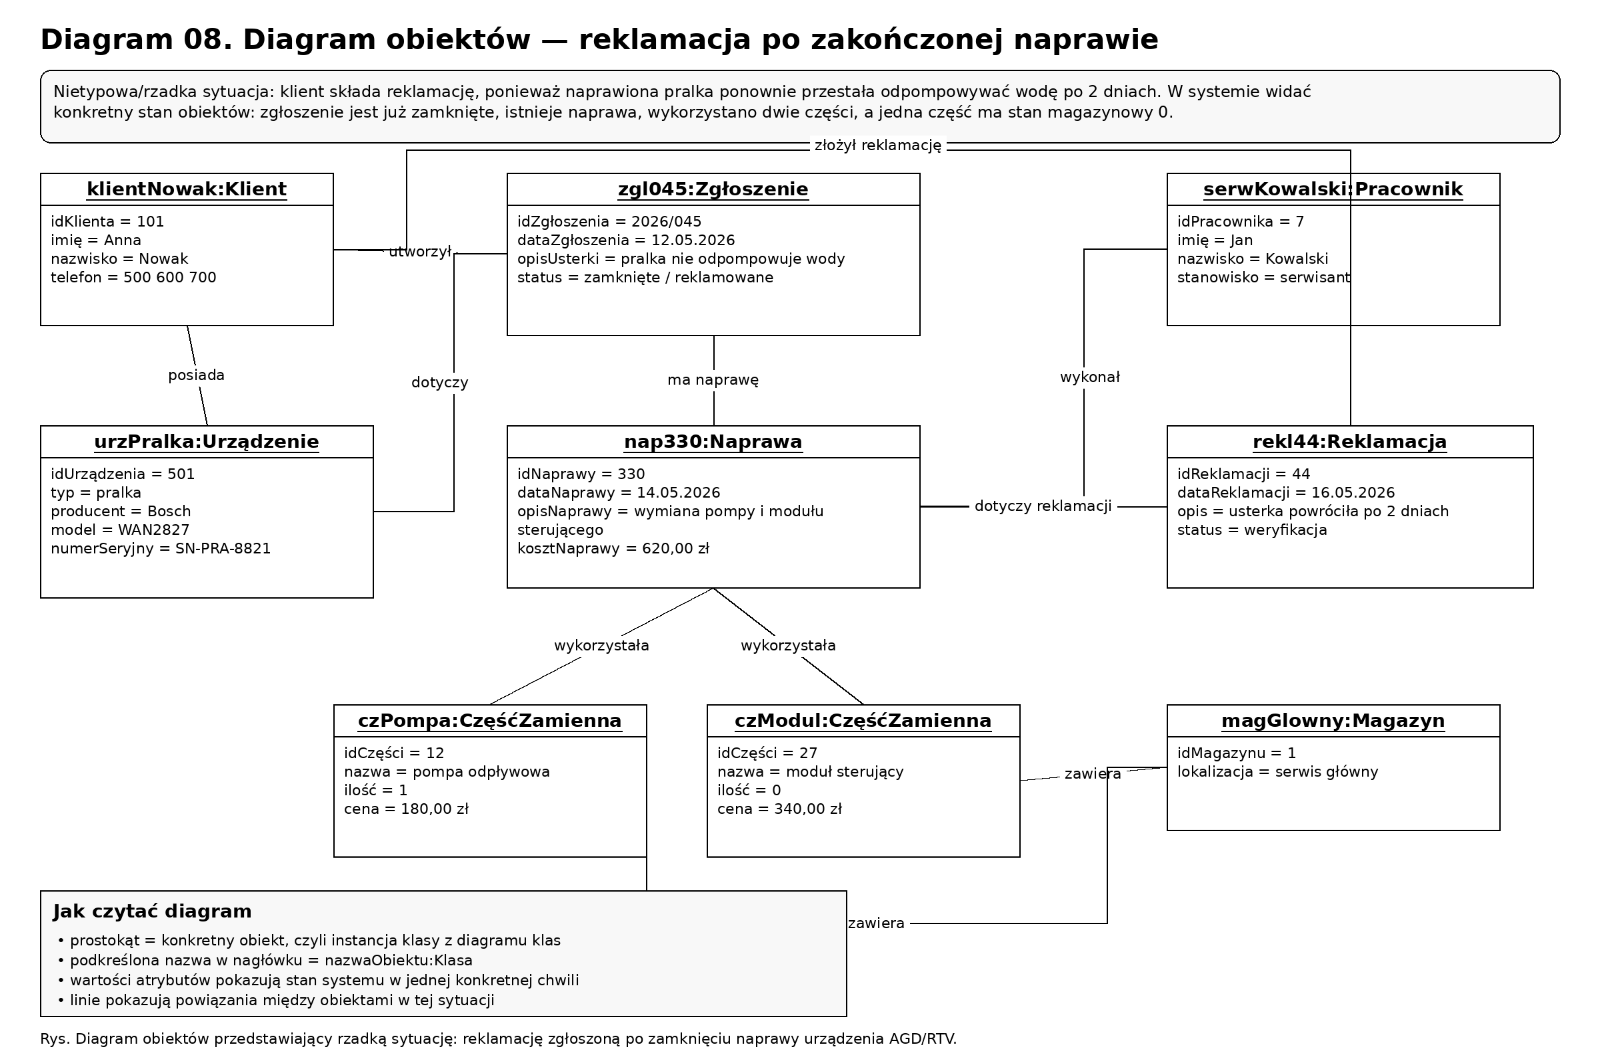 Diagram 08. Diagram obiektów — reklamacja po zakończonej naprawie
Nietypowa/rzadka sytuacja: klient składa reklamację, ponieważ naprawiona pralka ponownie przestała odpompowywać wodę po 2 dniach. W systemie widać
konkretny stan obiektów: zgłoszenie jest już zamknięte, istnieje naprawa, wykorzystano dwie części, a jedna część ma stan magazynowy 0.
złożył reklamację
klientNowak:Klient
idKlienta = 101
imię = Anna
nazwisko = Nowak
telefon = 500 600 700
utworzył
zgl045:Zgłoszenie
idZgłoszenia = 2026/045
dataZgłoszenia = 12.05.2026
opisUsterki = pralka nie odpompowuje wody
status = zamknięte / reklamowane
serwKowalski:Pracownik
idPracownika = 7
imię = Jan
nazwisko = Kowalski
stanowisko = serwisant
posiada
dotyczy
ma naprawę
wykonał
urzPralka:Urządzenie
idUrządzenia = 501
typ = pralka
producent = Bosch
model = WAN2827
numerSeryjny = SN-PRA-8821
nap330:Naprawa
idNaprawy = 330
dataNaprawy = 14.05.2026
opisNaprawy = wymiana pompy i modułu
sterującego
kosztNaprawy = 620,00 zł
dotyczy reklamacji
rekl44:Reklamacja
idReklamacji = 44
dataReklamacji = 16.05.2026
opis = usterka powróciła po 2 dniach
status = weryfikacja
wykorzystała
wykorzystała
czPompa:CzęśćZamienna
idCzęści = 12
nazwa = pompa odpływowa
ilość = 1
cena = 180,00 zł
czModul:CzęśćZamienna
idCzęści = 27
nazwa = moduł sterujący
ilość = 0
cena = 340,00 zł
zawiera
magGlowny:Magazyn
idMagazynu = 1
lokalizacja = serwis główny
zawiera
Jak czytać diagram
• prostokąt = konkretny obiekt, czyli instancja klasy z diagramu klas
• podkreślona nazwa w nagłówku = nazwaObiektu:Klasa
• wartości atrybutów pokazują stan systemu w jednej konkretnej chwili
• linie pokazują powiązania między obiektami w tej sytuacji
Rys. Diagram obiektów przedstawiający rzadką sytuację: reklamację zgłoszoną po zamknięciu naprawy urządzenia AGD/RTV.